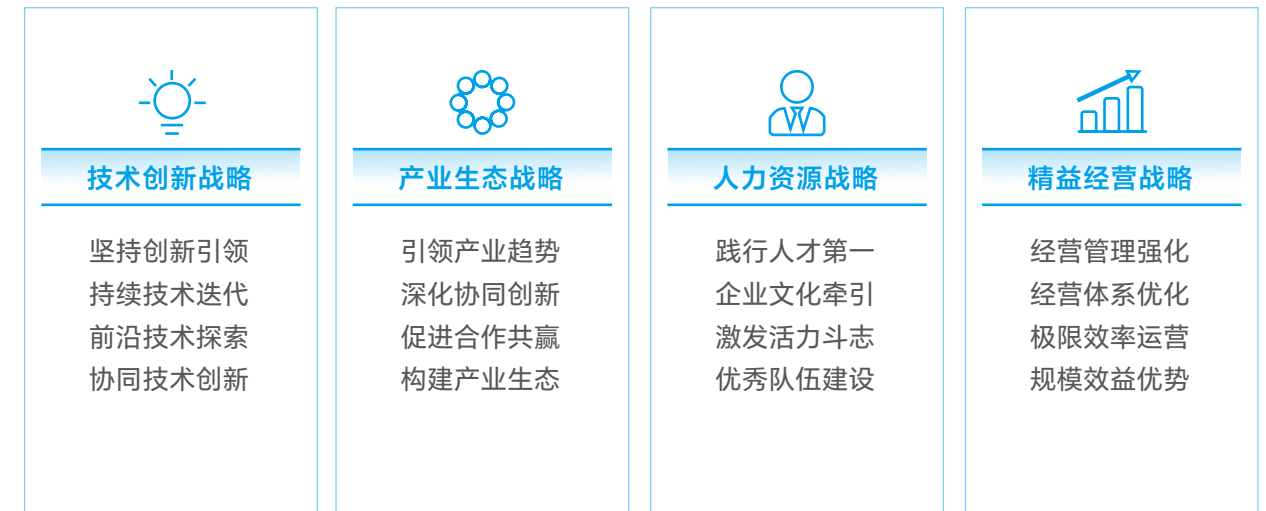 技术创新战略
坚持创新引领
持续技术迭代
前沿技术探索
协同技术创新
产业生态战略
引领产业趋势
深化协同创新
促进合作共赢
构建产业生态
人力资源战略
践行人才第一
企业文化牵引
激发活力斗志
优秀队伍建设
精益经营战略
经营管理强化
经营体系优化
极限效率运营
规模效益优势